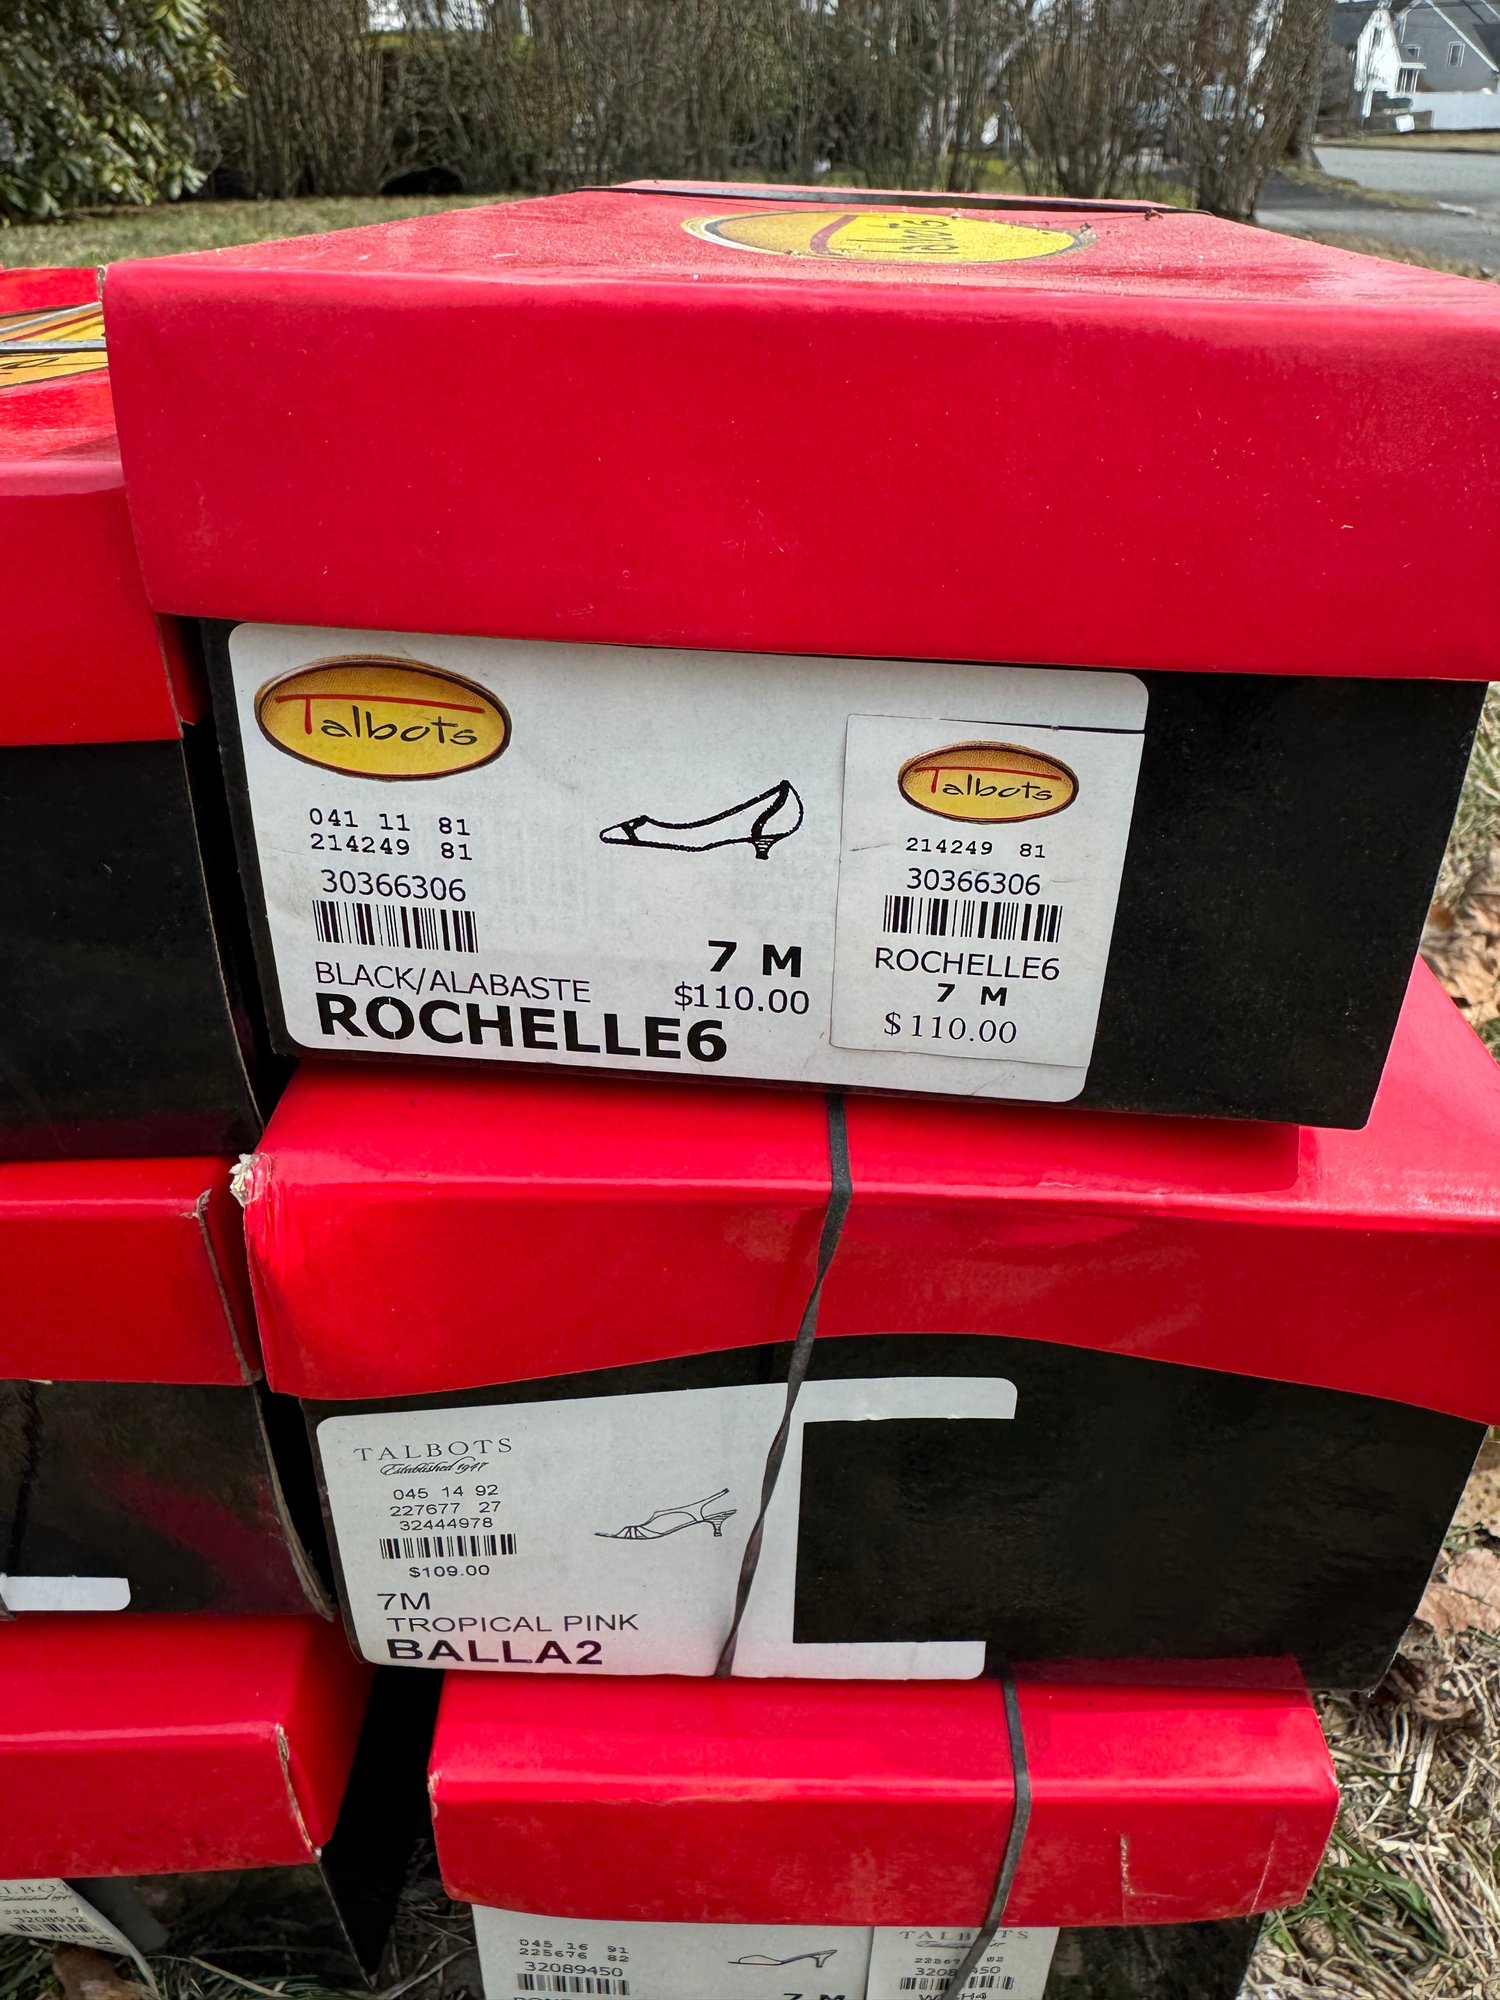 Talbots
Talbots
041 11 81
214249 81
30366306
BLACK/ALABASTE
ROCHELLE6
7 M
$110.00
Talbots
214249 81
30366306
ROCHELLE6
7 M
$110.00
TALBOTS
Established 1947
045 14 92
227677 27
32444978
$109.00
7M
TROPICAL PINK
BALLA2
045 16 91
225676 82
32089450
7 M
TALBOTS